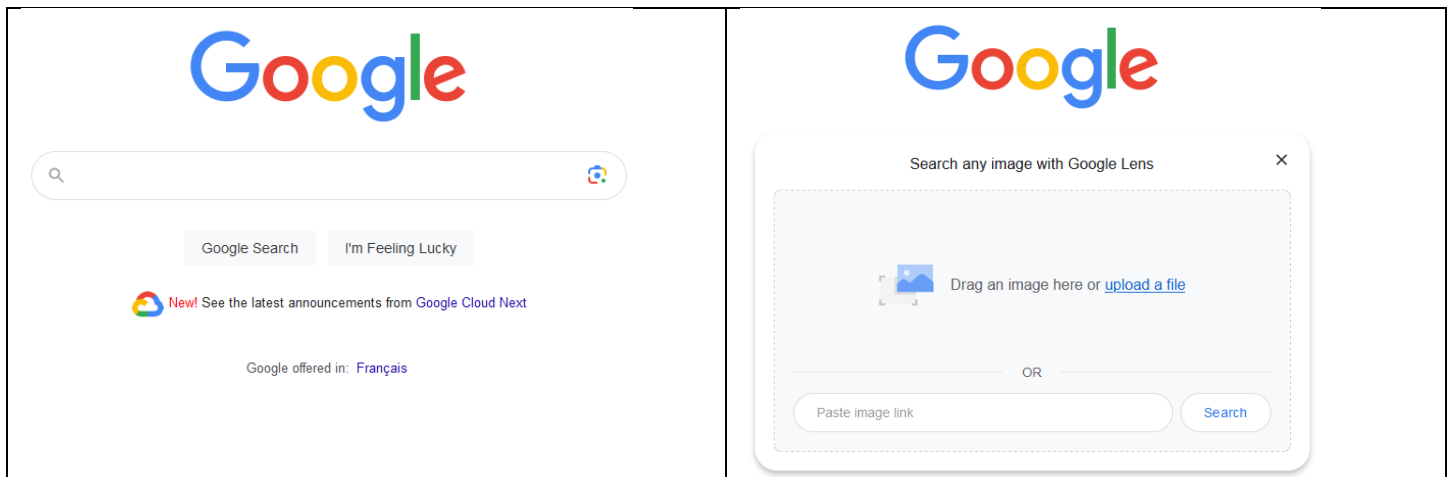 Google
Google Search
I'm Feeling Lucky
New! See the latest announcements from Google Cloud Next
Google offered in: Français
Google
Search any image with Google Lens
Drag an image here or upload a file
OR
Paste image link
Search